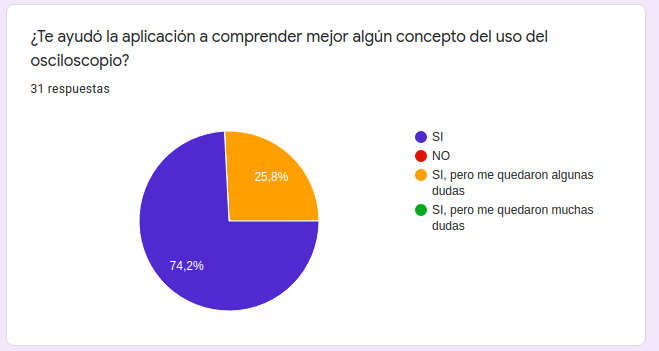 ¿Te ayudó la aplicación a comprender mejor algún concepto del uso del
osciloscopio?
31 respuestas
25,8%
74,2%
SI
NO
SI, pero me quedaron algunas
dudas
SI, pero me quedaron muchas
dudas